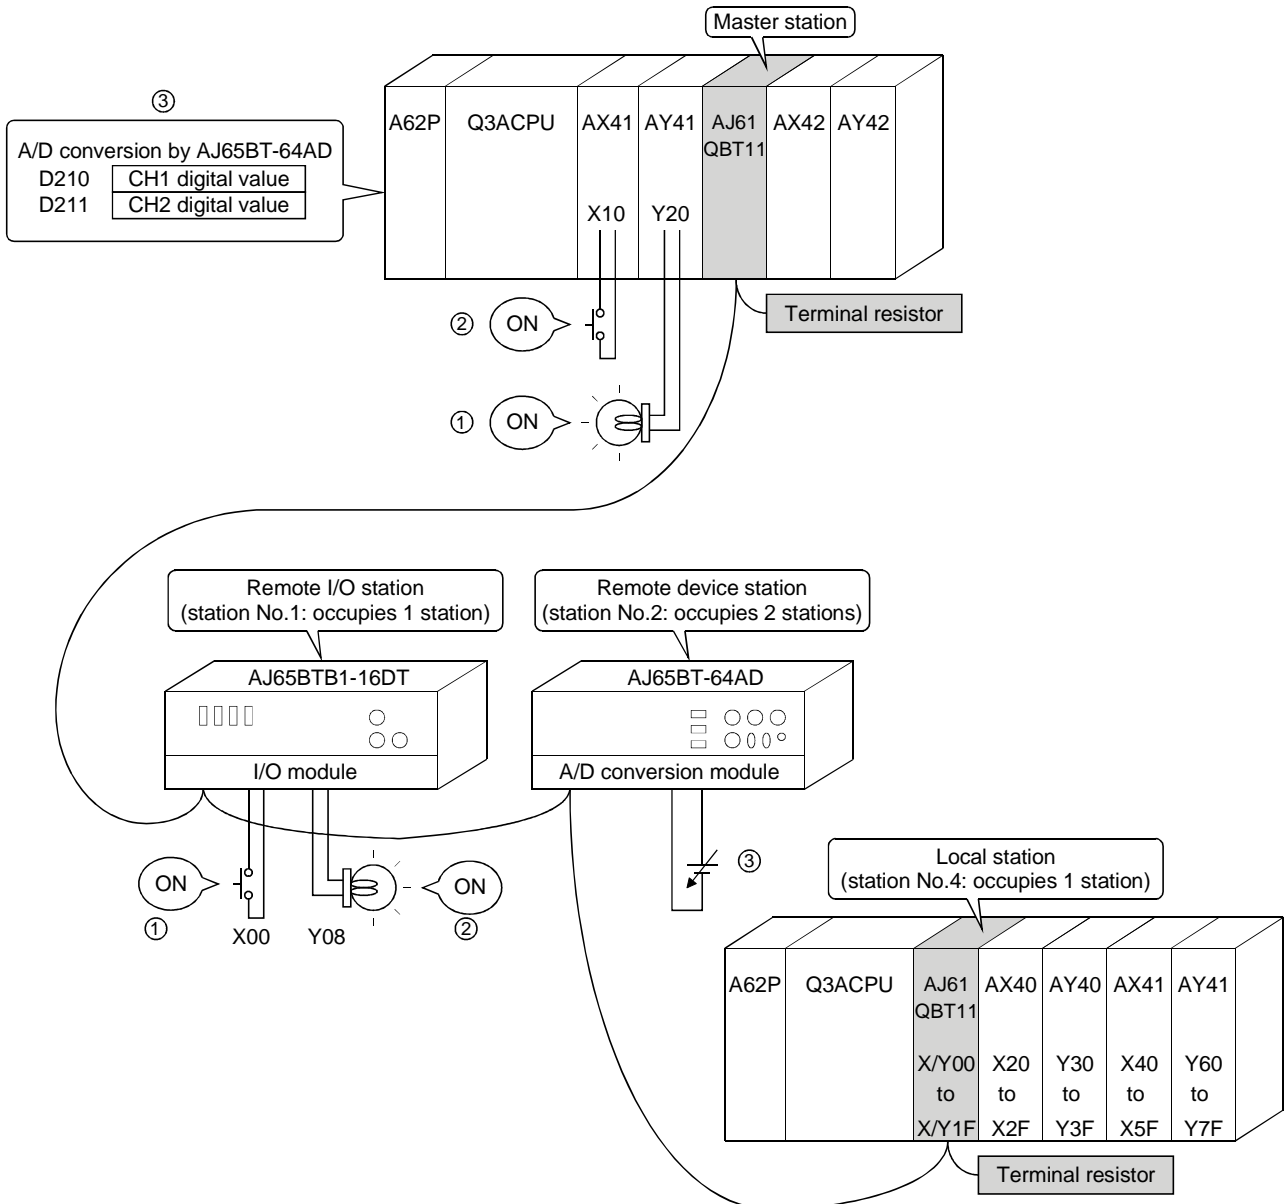 Master station
A62P
Q3ACPU
AX41
AY41
AJ61
QBT11
AX42
AY42
③
A/D conversion by AJ65BT-64AD
D210 CH1 digital value
D211 CH2 digital value
X10
Y20
Terminal resistor
② ON
① ON
Remote I/O station
(station No.1: occupies 1 station)
Remote device station
(station No.2: occupies 2 stations)
AJ65BTB1-16DT
I/O module
AJ65BT-64AD
A/D conversion module
ON
①
X00
Y08
ON
②
③
Local station
(station No.4: occupies 1 station)
A62P
Q3ACPU
AJ61
QBT11
X/Y00
to
X/Y1F
AX40
X20
to
X2F
AY40
Y30
to
Y3F
AX41
X40
to
X5F
AY41
Y60
to
Y7F
Terminal resistor